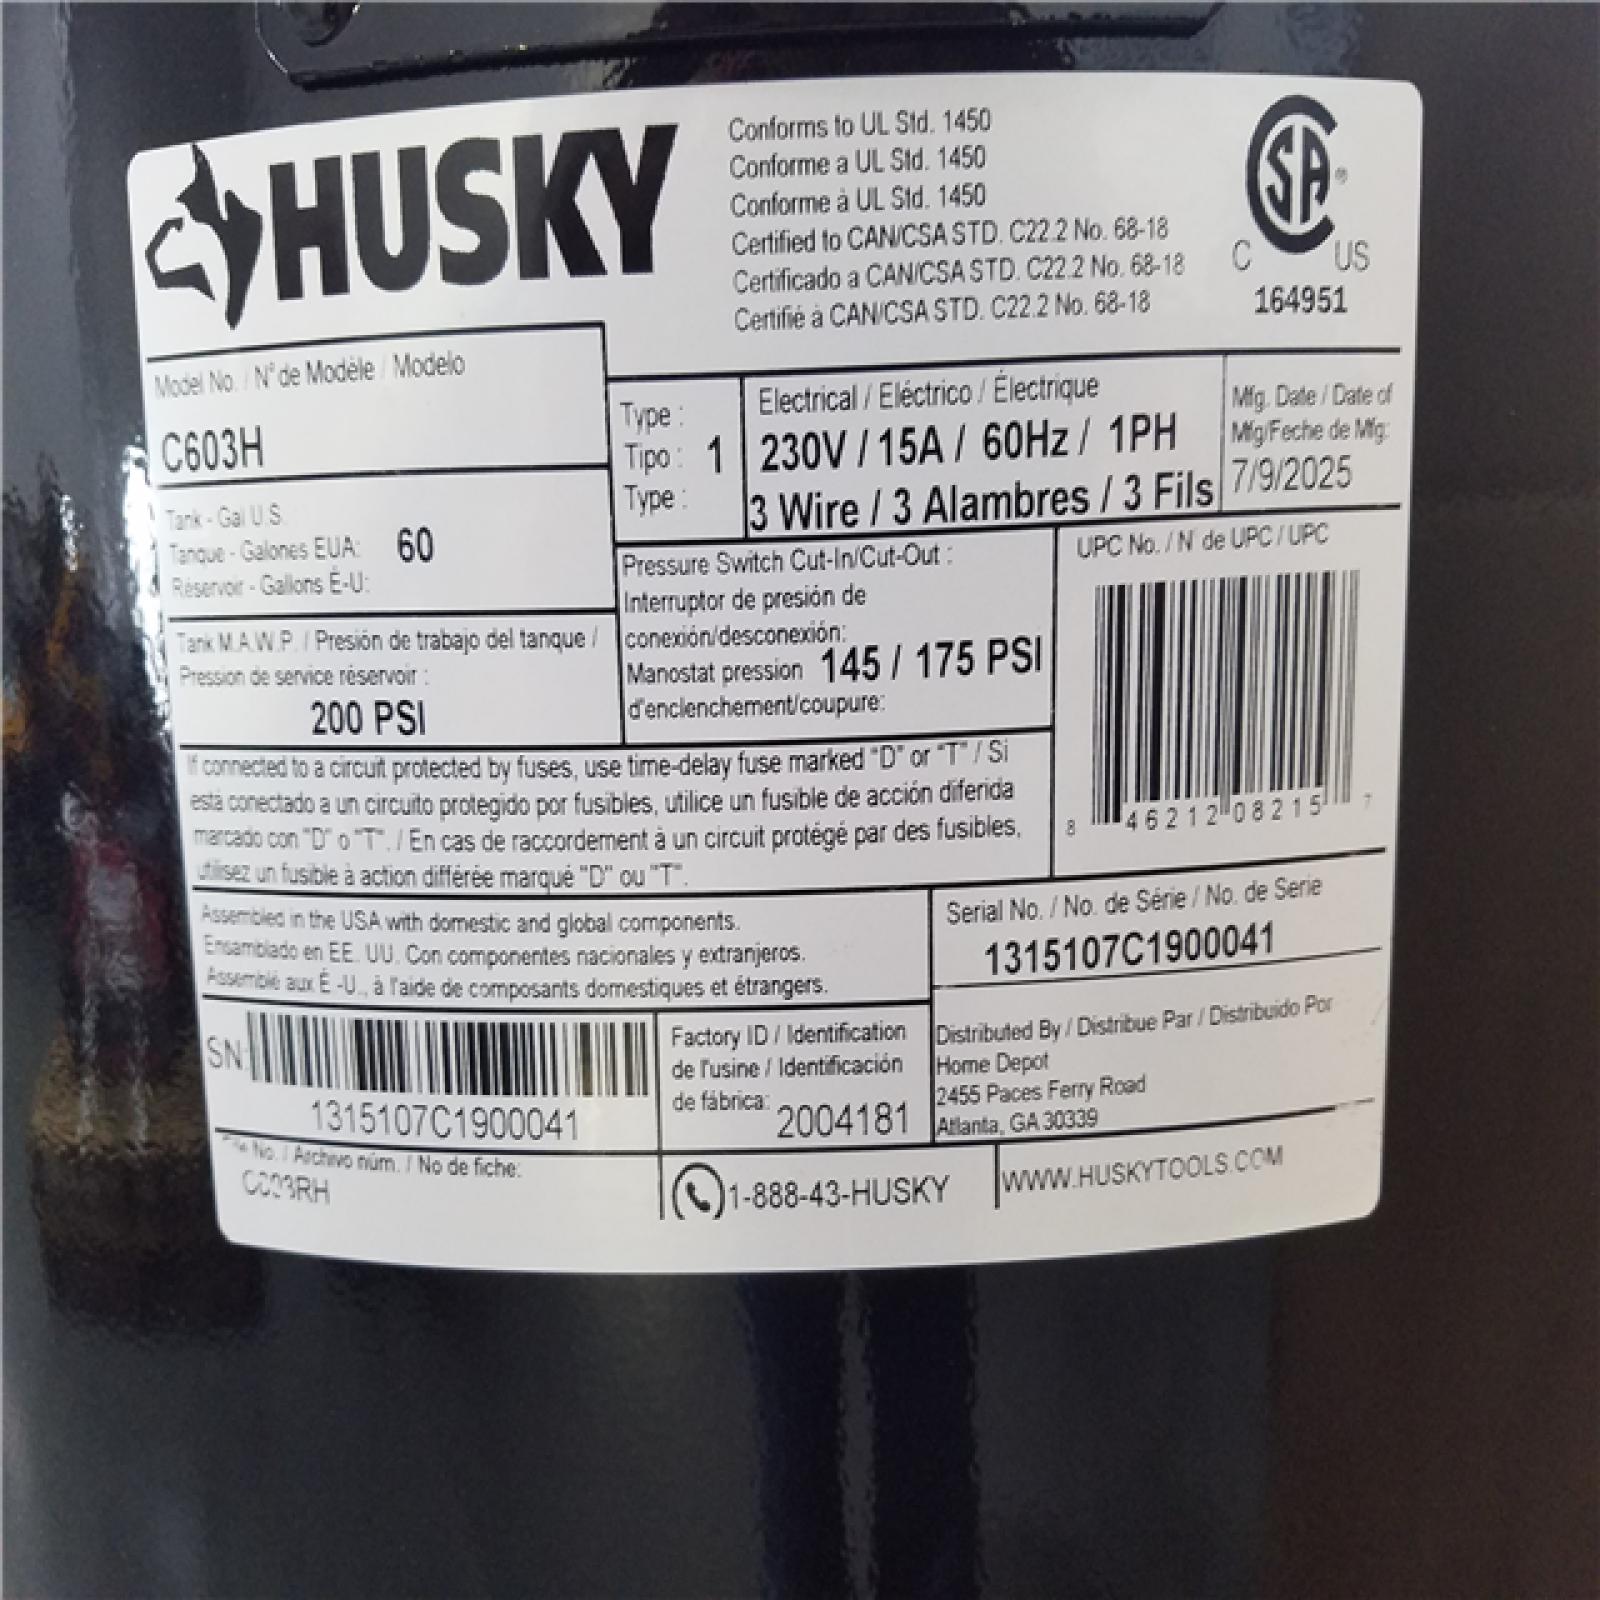 HUSKY
Conforms to UL Std. 1450
Conforme a UL Std. 1450
Conforme à UL Std. 1450
Certified to CAN/CSA STD. C22.2 No. 68-18
Certificado a CAN/CSA STD. C22.2 No. 68-18
Certifié à CAN/CSA STD. C22.2 No. 68-18
CSA®
C US
164951
Model No. / N° de Modèle / Modelo
C603H
Type :
Tipo : 1
Type :
Electrical / Eléctrico / Électrique
230V / 15A / 60Hz / 1PH
3 Wire / 3 Alambres / 3 Fils
Mfg. Date / Date of
Mfg/Feche de Mfg:
7/9/2025
Tank - Gal U.S.
Tanque - Galones EUA: 60
Réservoir - Gallons É-U:
Pressure Switch Cut-In/Cut-Out :
Interruptor de presión de
conexión/desconexión:
Manostat pression 145 / 175 PSI
d'enclenchement/coupure:
UPC No. / N° de UPC / UPC
8 46212 08215 7
Tank M.A.W.P. / Presión de trabajo del tanque /
Pression de service réservoir :
200 PSI
If connected to a circuit protected by fuses, use time-delay fuse marked "D" or "T" / Si
está conectado a un circuito protegido por fusibles, utilice un fusible de acción diferida
marcado con "D" o "T". / En cas de raccordement à un circuit protégé par des fusibles,
utilisez un fusible à action différée marqué "D" ou "T".
Assembled in the USA with domestic and global components.
Ensamblado en EE. UU. Con componentes nacionales y extranjeros.
Assemblé aux É -U., à l'aide de composants domestiques et étrangers.
Serial No. / No. de Série / No. de Serie
1315107C1900041
SN:
1315107C1900041
Factory ID / Identification
de l'usine / Identificación
de fábrica: 2004181
Distributed By / Distribue Par / Distribuido Por
Home Depot
2455 Paces Ferry Road
Atlanta, GA 30339
No. / Archivo núm. / No de fiche:
1-888-43-HUSKY
WWW.HUSKYTOOLS.COM